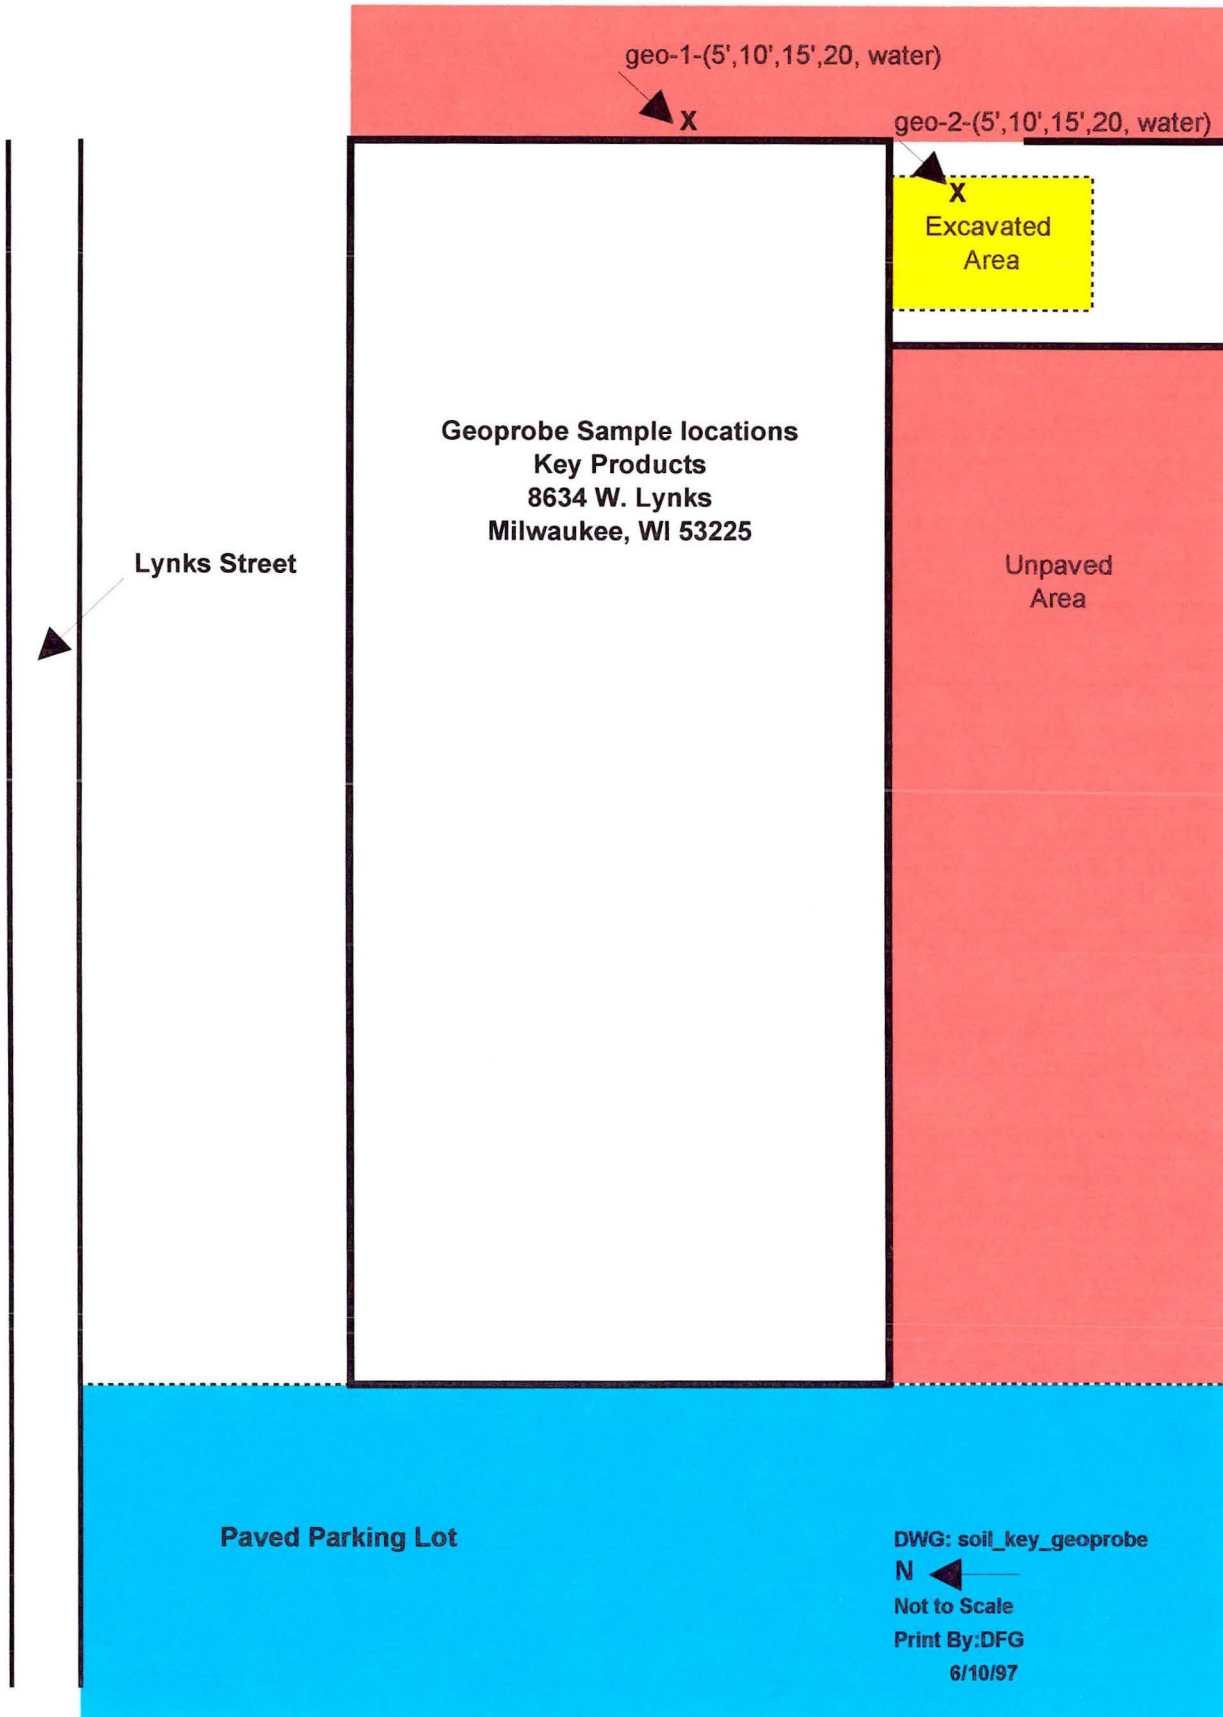 geo-1-(5',10',15',20, water)
X
geo-2-(5',10',15',20, water)
X
Excavated
Area
Geoprobe Sample locations
Key Products
8634 W. Lynks
Milwaukee, WI 53225
Lynks Street
Unpaved
Area
Paved Parking Lot
DWG: soil_key_geoprobe
N
Not to Scale
Print By:DFG
6/10/97